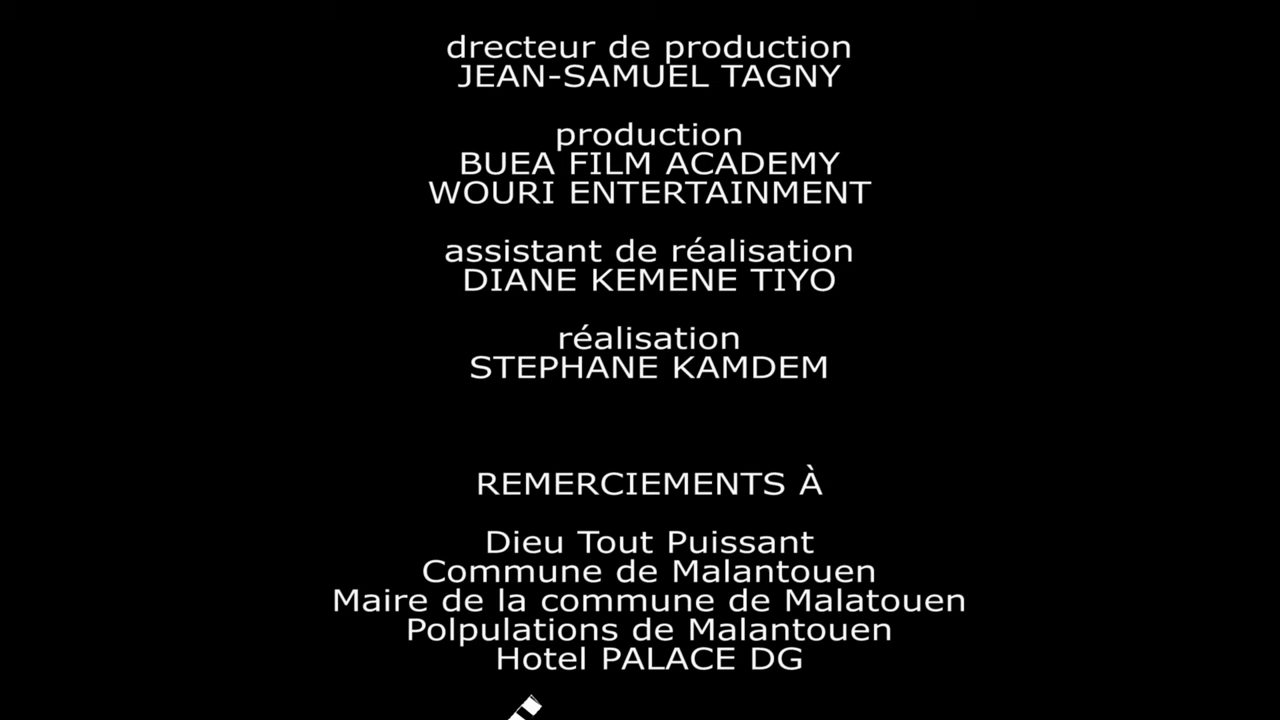 drecteur de production
JEAN-SAMUEL TAGNY
production
BUEA FILM ACADEMY
WOURI ENTERTAINMENT
assistant de réalisation
DIANE KEMENE TIYO
réalisation
STEPHANE KAMDEM
REMERCIEMENTS À
Dieu Tout Puissant
Commune de Malantouen
Maire de la commune de Malatouen
Polpulations de Malantouen
Hotel PALACE DG